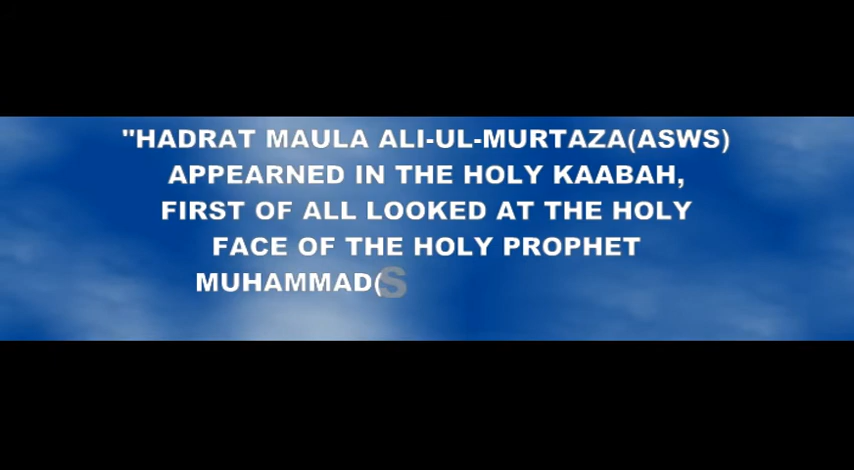 "HADRAT MAULA ALI-UL-MURTAZA(ASWS)
APPEARNED IN THE HOLY KAABAH,
FIRST OF ALL LOOKED AT THE HOLY
FACE OF THE HOLY PROPHET
MUHAMMAD(S